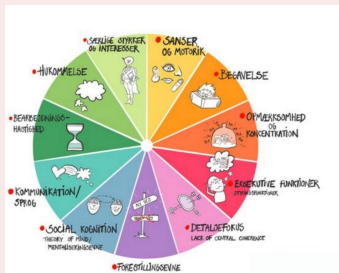 SÆRLIGE STYRKER
OG INTERESSER
SANSER
OG MOTORIK
BEGAVELSE
OPMÆRKSOMHED
OG
KONCENTRATION
EKSEKUTIVE FUNKTIONER
DETALJEFOKUS
LACK OF CENTRAL COHERENCE
FORESTILLINGSEVNE
SOCIAL KOGNITION
THEORY OF MIND/
MENTALISERINGSEVNE
KOMMUNIKATION/
SPROG
BEARBEJDNINGS-
HASTIGHED
HUKOMMELSE